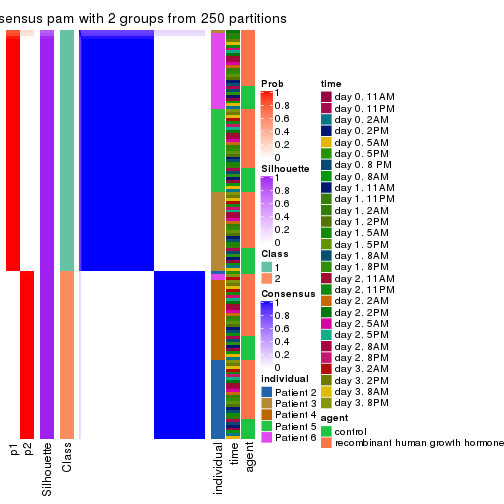 sensus pam with 2 groups from 250 partitions
Prob
1
0.8
0.6
0.4
0.2
0
Silhouette
1
0.8
0.6
0.4
0.2
0
Class
1
2
Consensus
1
0.8
0.6
0.4
0.2
0
individual
Patient 2
Patient 3
Patient 4
Patient 5
Patient 6
time
day 0. 11AM
day 0. 11PM
day 0. 2AM
day 0. 2PM
day 0. 5AM
day 0. 5PM
day 0. 8 PM
day 0. 8AM
day 1. 11AM
day 1. 11PM
day 1. 2AM
day 1. 2PM
day 1. 5AM
day 1. 5PM
day 1. 8AM
day 1. 8PM
day 2. 11AM
day 2. 11PM
day 2. 2AM
day 2. 2PM
day 2. 5AM
day 2. 5PM
day 2. 8AM
day 2. 8PM
day 3. 2AM
day 3. 2PM
day 3. 8AM
day 3. 8PM
agent
control
recombinant human growth hormone
p1
p2
Silhouette
Class
individual
time
agent